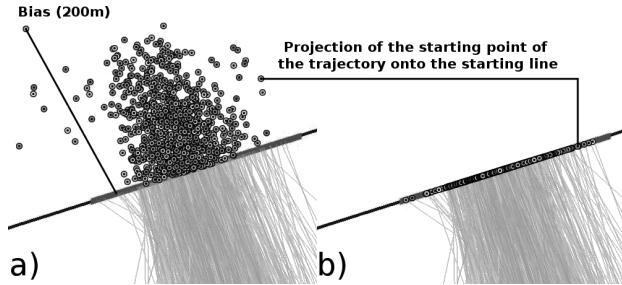 Bias (200m)
Projection of the starting point of
the trajectory onto the starting line
a)
b)